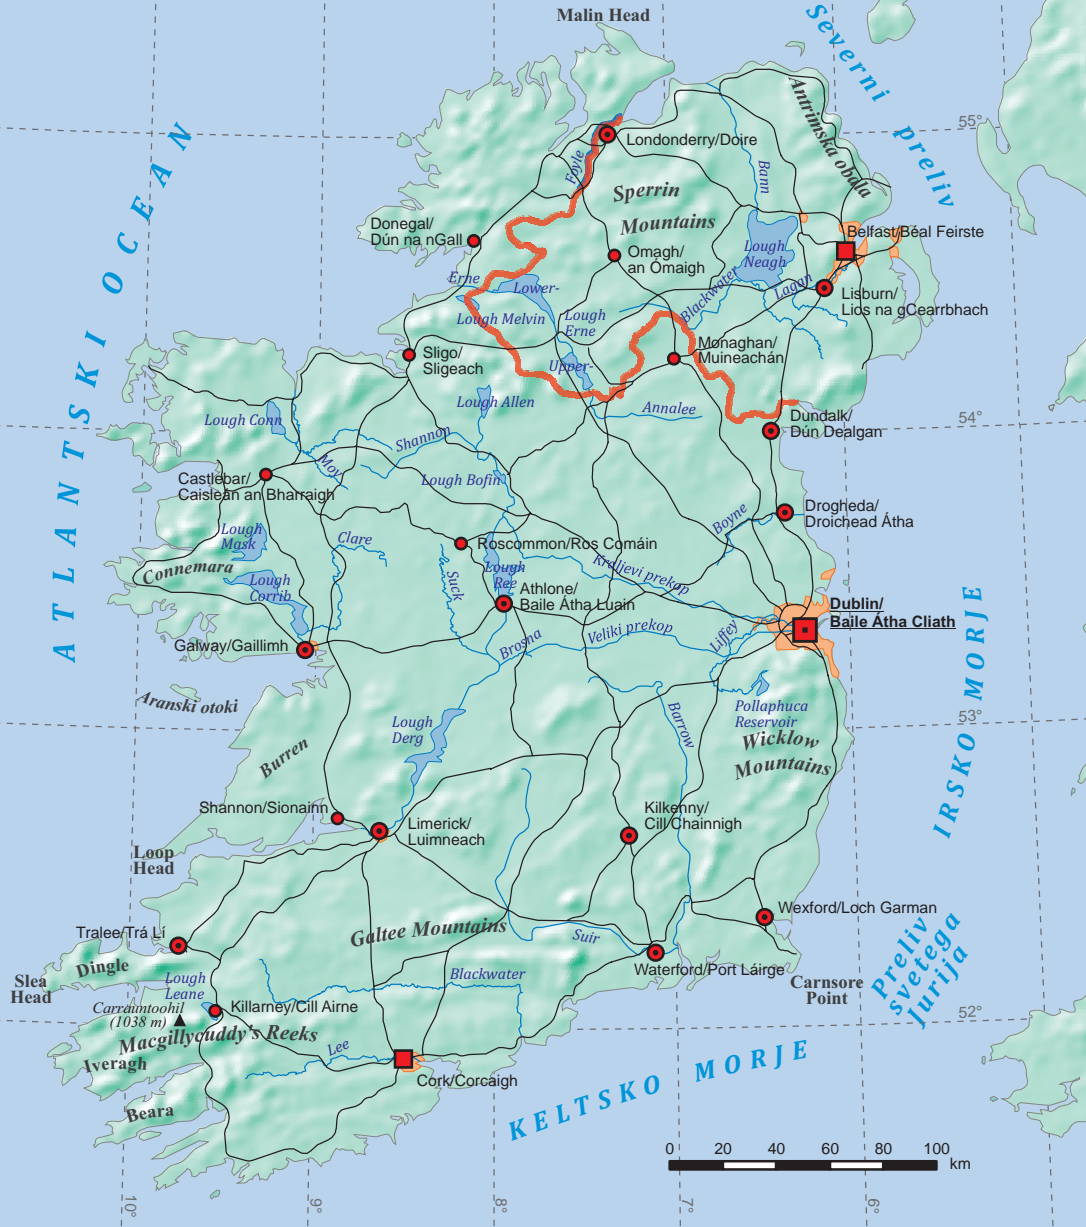 Malin Head
Severni preliv
55°
Antrimska obala
Londonderry/Doire
Foyle
Bann
Sperrin
Mountains
Donegal/
Dún na nGall
Belfast/Béal Feirste
Lough
Neagh
Omagh/
an Ómaigh
Erne
Lower-
Blackwater
Lagan
Lisburn/
Lios na gCearrbhach
ATLANTSKI OCEAN
Lough Melvin
Lough
Erne
Sligo/
Sligeach
Monaghan/
Muineachán
Upper-
Lough Allen
Annalee
Lough Conn
54°
Dundalk/
Dún Dealgan
Shannon
Moy
Castlebar/
Caisleán an Bharraigh
Lough Bofin
Drogheda/
Droichead Átha
Boyne
Lough
Mask
Clare
Roscommon/Ros Comáin
Connemara
Lough
Corrib
Suck
Lough
Ree
Kraljevi prekop
Athlone/
Baile Átha Luain
Dublin/
Baile Átha Cliath
Galway/Gaillimh
Brosna
Veliki prekop
Liffey
IRSKO MORJE
Aranski otoki
Pollaphuca
Reservoir
Barrow
53°
Lough
Derg
Wicklow
Mountains
Burren
Shannon/Sionainn
Limerick/
Luimneach
Kilkenny/
Cill Chainnigh
Loop
Head
Wexford/Loch Garman
Galtee Mountains
Suir
Tralee/Trá Lí
Dingle
Preliv
svetega
Jurija
Waterford/Port Láirge
Slea
Head
Lough
Leane
Blackwater
Carnsore
Point
Carrauntoohil
(1038 m)
Killarney/Cill Airne
52°
Macgillycuddy's Reeks
Iveragh
Lee
Cork/Corcaigh
KELTSKO MORJE
Beara
0 20 40 60 80 100
km
10°
9°
8°
7°
6°